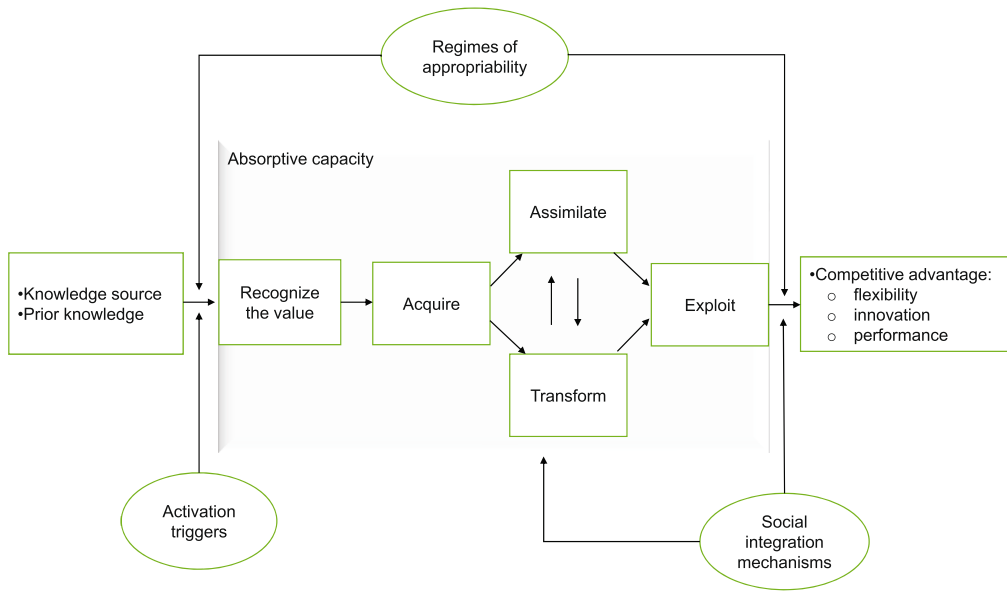 Regimes of
appropriability
Absorptive capacity
Assimilate
•Knowledge source
•Prior knowledge
Recognize
the value
Acquire
Exploit
•Competitive advantage:
o flexibility
o innovation
o performance
Transform
Activation
triggers
Social
integration
mechanisms